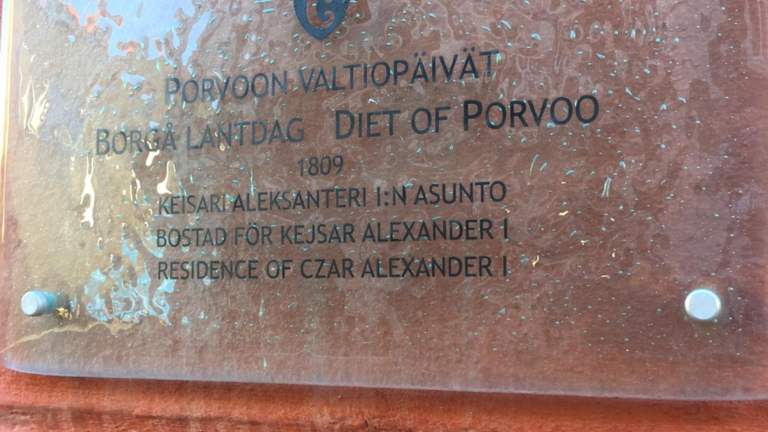 PORVOON VALTIOPÄIVÄT
BORGÅ LANTDAG DIET OF PORVOO
1809
KEISARI ALEKSANTERI I:N ASUNTO
BOSTAD FÖR KEJSAR ALEXANDER I
RESIDENCE OF CZAR ALEXANDER I